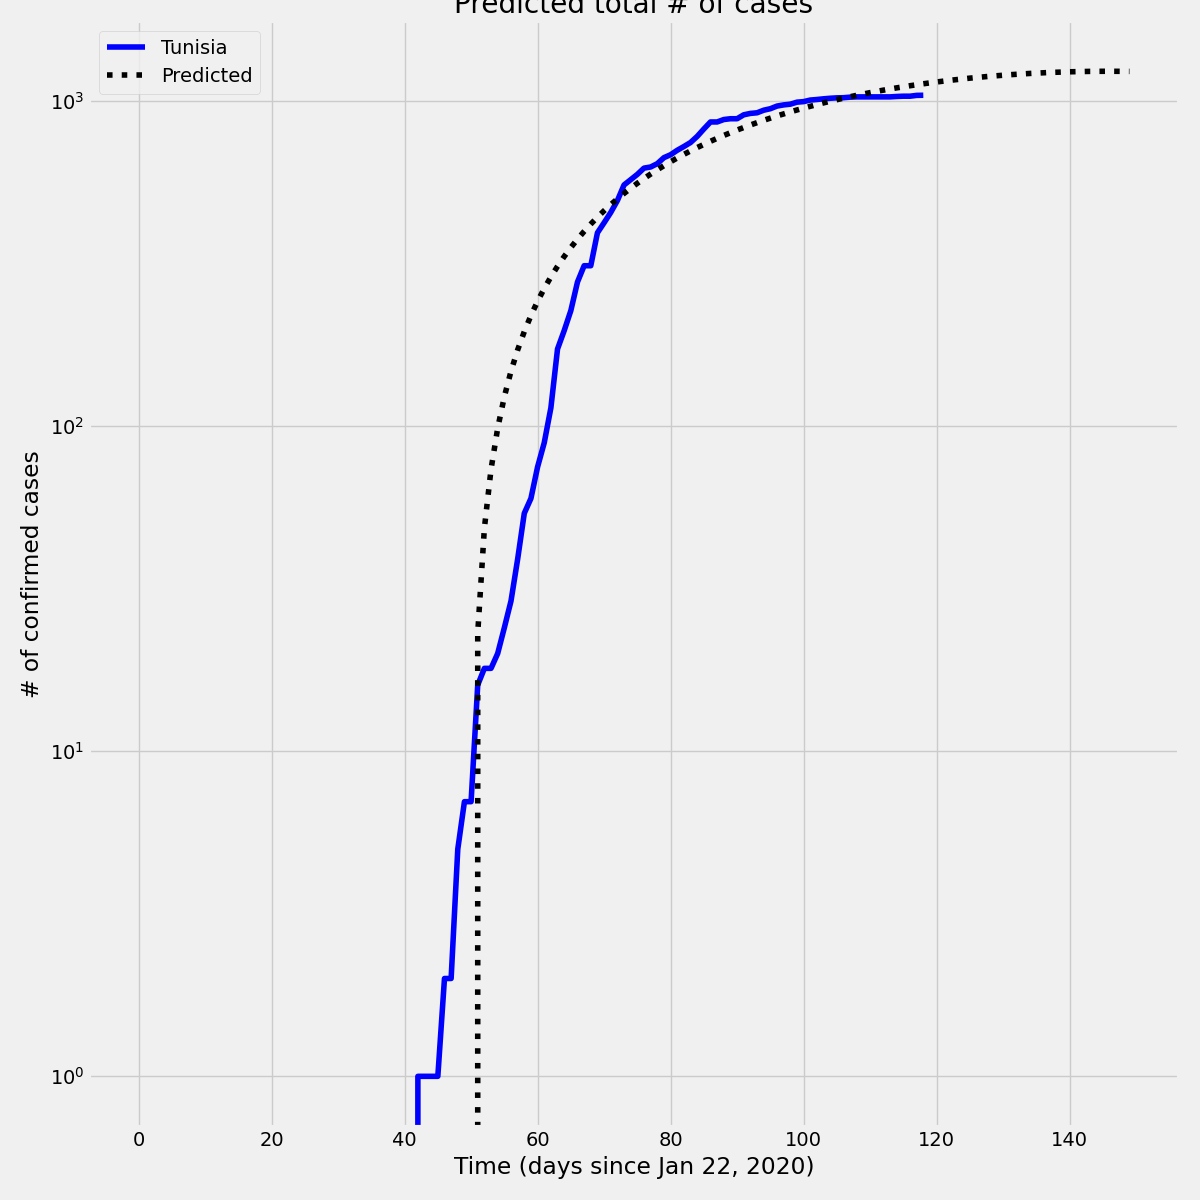 Predicted total # of cases
Tunisia
Predicted
10³
10²
10¹
10⁰
# of confirmed cases
0 20 40 60 80 100 120 140
Time (days since Jan 22, 2020)